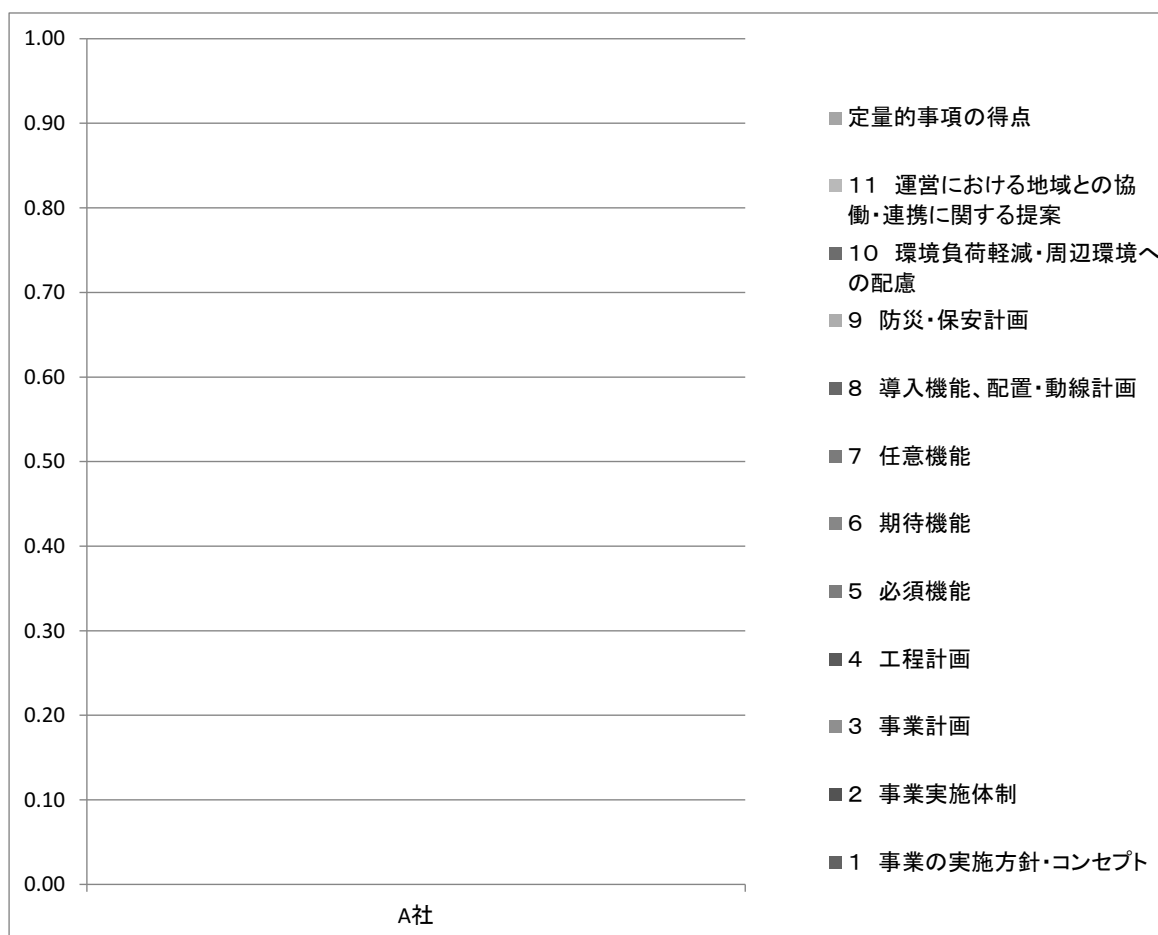 1.00
0.90
0.80
0.70
0.60
0.50
0.40
0.30
0.20
0.10
0.00
A社
定量的事項の得点
11　運営における地域との協
働・連携に関する提案
10　環境負荷軽減・周辺環境へ
の配慮
９　防災・保安計画
８　導入機能、配置・動線計画
７　任意機能
６　期待機能
５　必須機能
４　工程計画
３　事業計画
２　事業実施体制
１　事業の実施方針・コンセプト